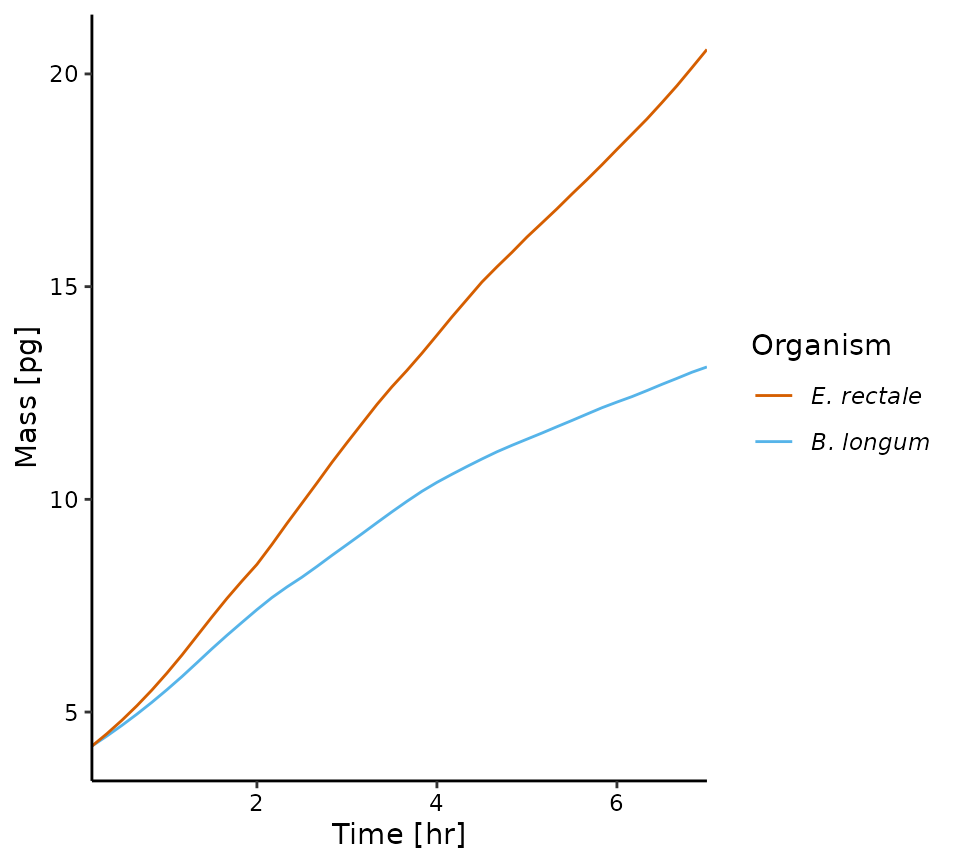 20
15
10
5
Mass [pg]
2 4 6
Time [hr]
Organism
E. rectale
B. longum